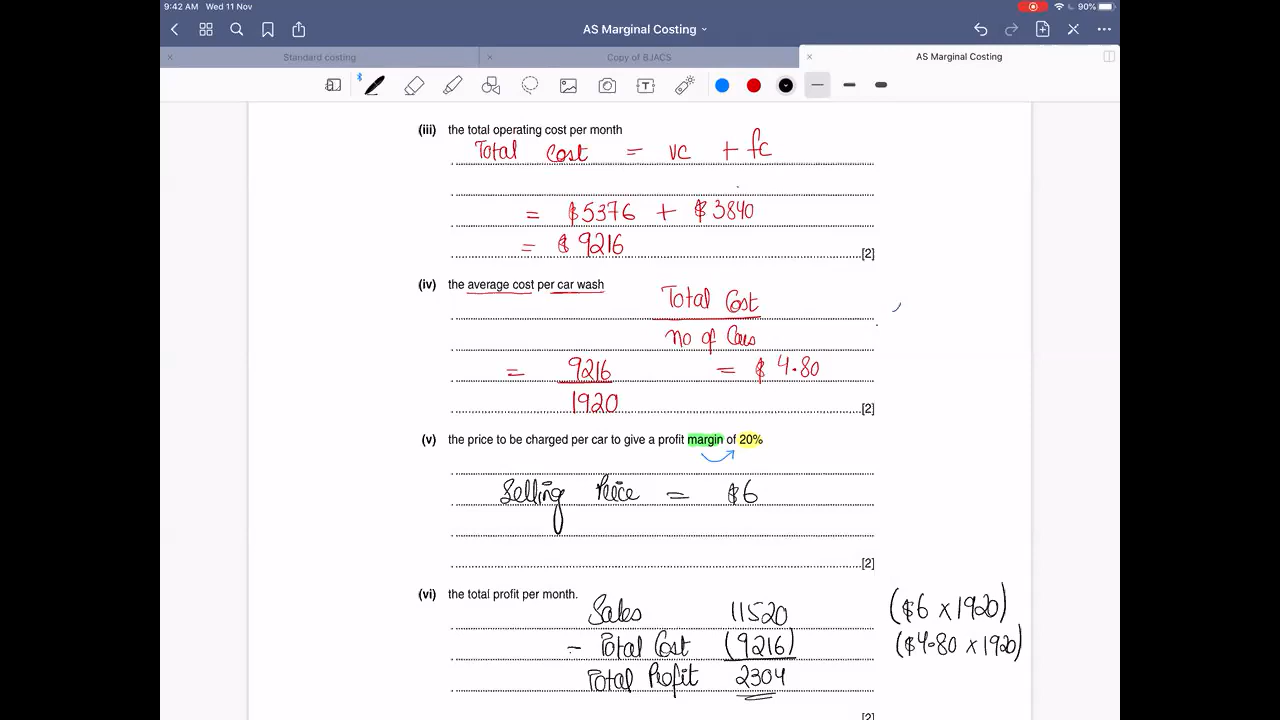 9:42 AM Wed 11 Nov
90%
AS Marginal Costing
Standard costing
Copy of BJACS
AS Marginal Costing
(iii) the total operating cost per month
Total Cost = VC + fc
= $5376 + $3840
= $9216
[2]
(iv) the average cost per car wash
Total Cost
no of Cars
= 9216 = $4.80
1920
[2]
(v) the price to be charged per car to give a profit margin of 20%
Selling Price = $6
[2]
(vi) the total profit per month.
Sales 11520 ($6 x 1920)
- Total Cost (9216) ($4.80 x 1920)
Total Profit 2304
[2]